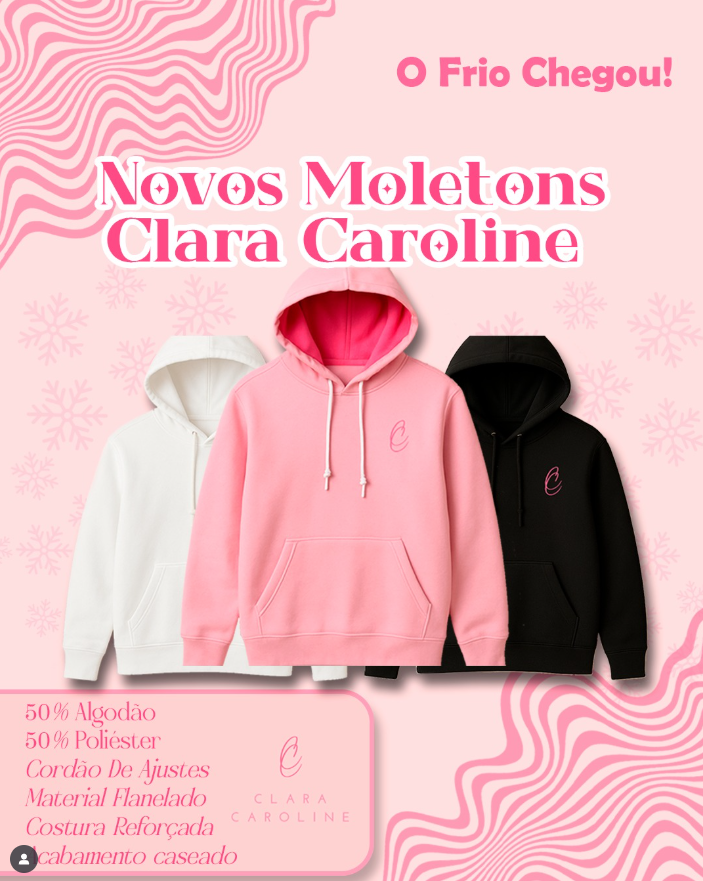 O Frio Chegou!
Novos Moletons
Clara Caroline
50% Algodão
50% Poliéster
Cordão De Ajustes
Material Flanelado
Costura Reforçada
Acabamento caseado
CLARA
CAROLINE